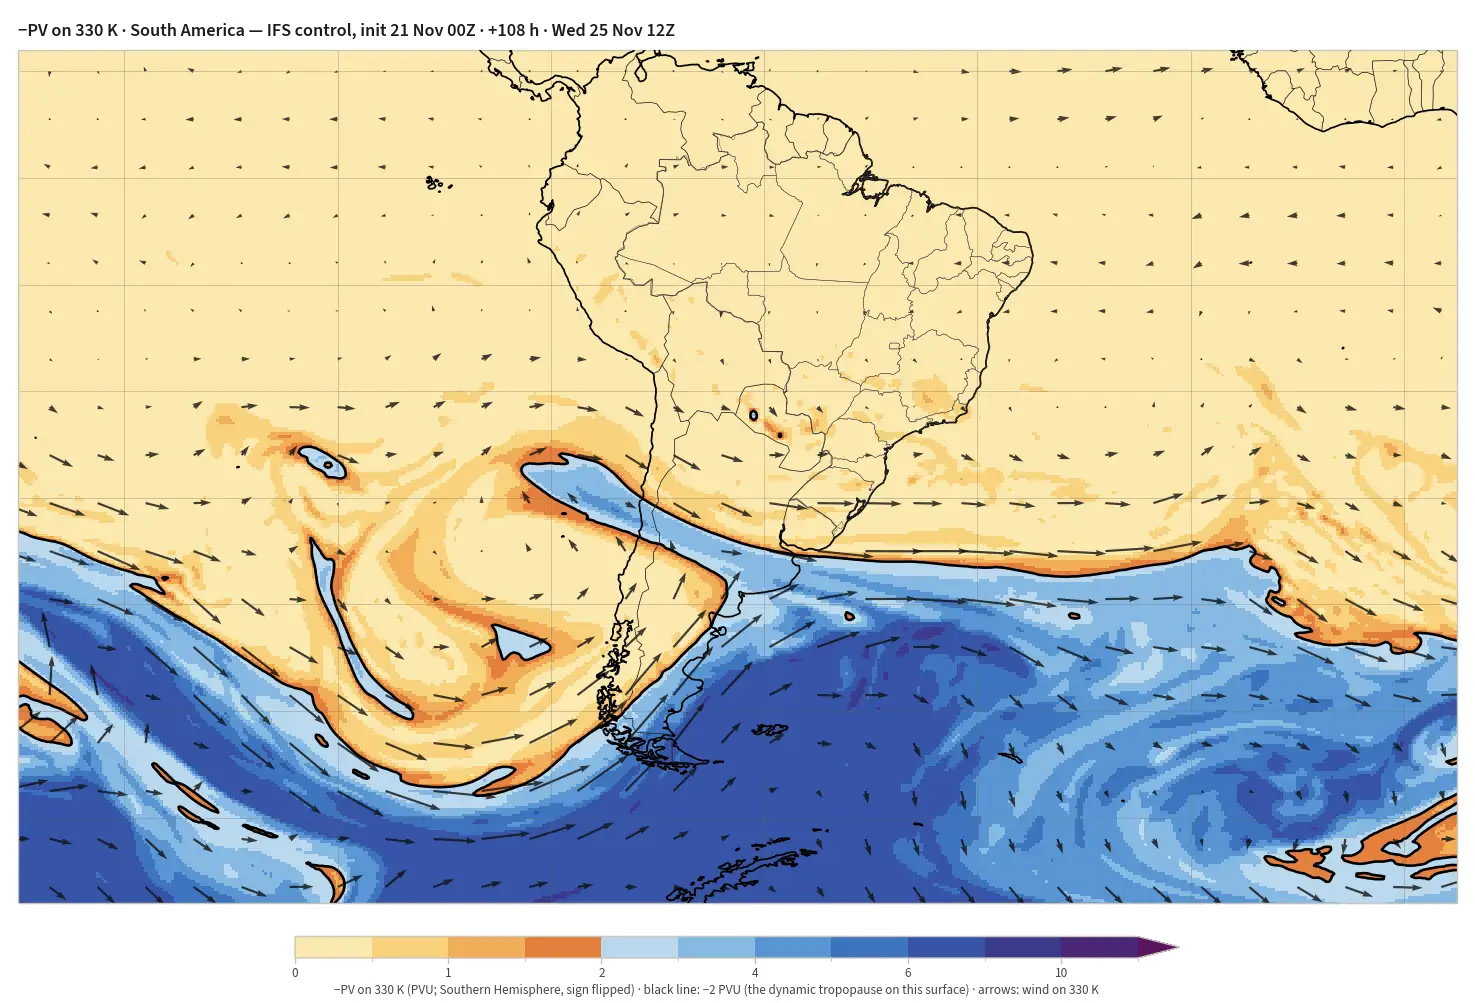 −PV on 330 K · South America — IFS control, init 21 Nov 00Z · +108 h · Wed 25 Nov 12Z
0 1 2 4 6 10
−PV on 330 K (PVU; Southern Hemisphere, sign flipped) · black line: −2 PVU (the dynamic tropopause on this surface) · arrows: wind on 330 K